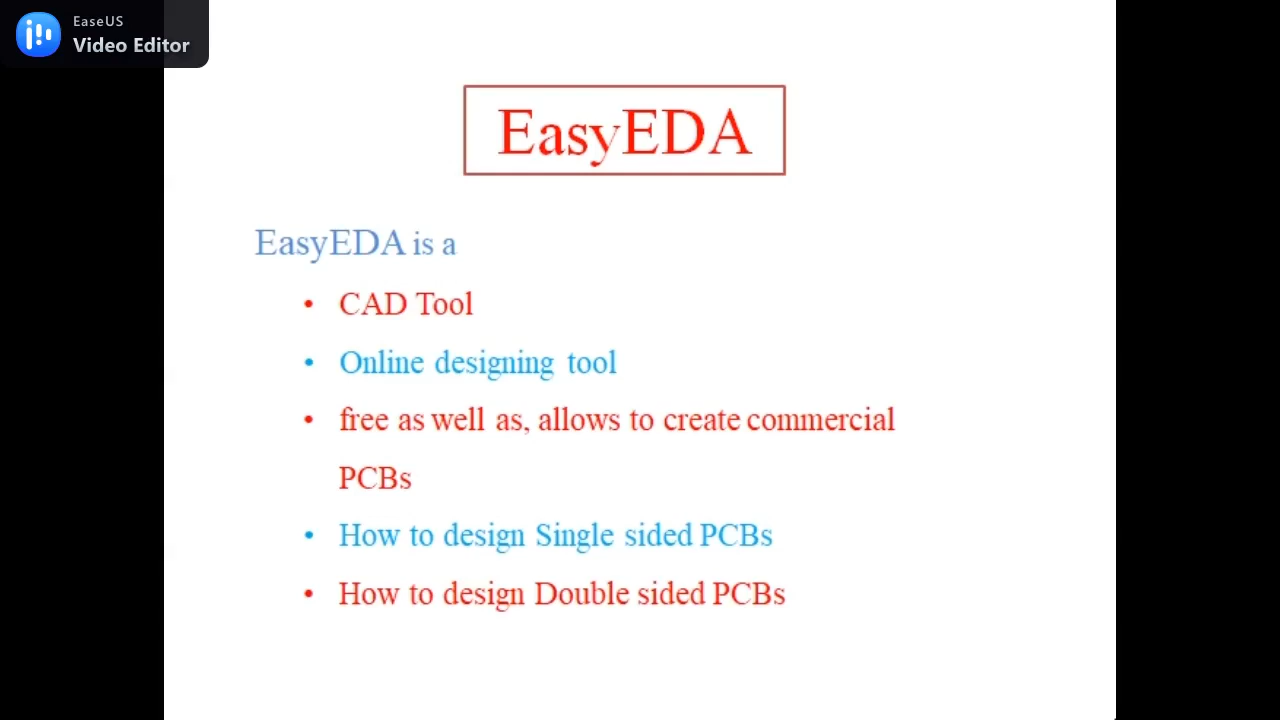 EaseUS
Video Editor
EasyEDA
EasyEDA is a
• CAD Tool
• Online designing tool
• free as well as, allows to create commercial
PCBs
• How to design Single sided PCBs
• How to design Double sided PCBs